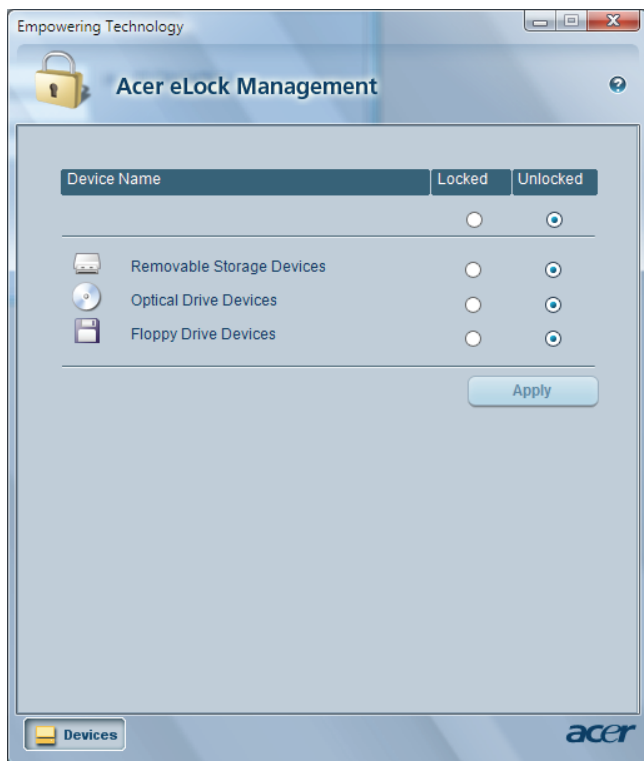 Empowering Technology
Acer eLock Management
Device Name Locked Unlocked
Removable Storage Devices
Optical Drive Devices
Floppy Drive Devices
Apply
Devices
acer